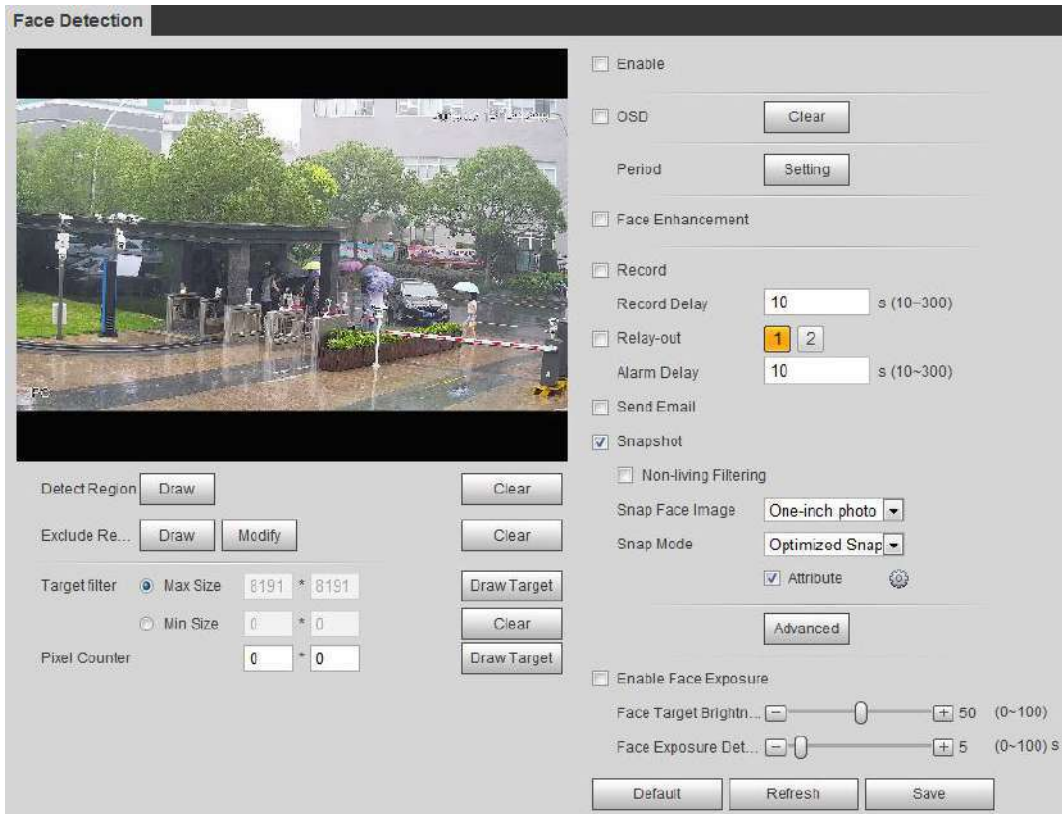 Face Detection
Enable
OSD Clear
Period Setting
Face Enhancement
Record
Record Delay 10 s (10~300)
Relay-out 1 2
Alarm Delay 10 s (10~300)
Send Email
Snapshot
Non-living Filtering
Snap Face Image One-inch photo
Snap Mode Optimized Snap
Attribute
Advanced
Enable Face Exposure
Face Target Brightn... 50 (0~100)
Face Exposure Det... 5 (0~100) s
Default Refresh Save
Detect Region Draw Clear
Exclude Re... Draw Modify Clear
Target filter Max Size 8191 * 8191 Draw Target
Min Size 0 * 0 Clear
Pixel Counter 0 * 0 Draw Target